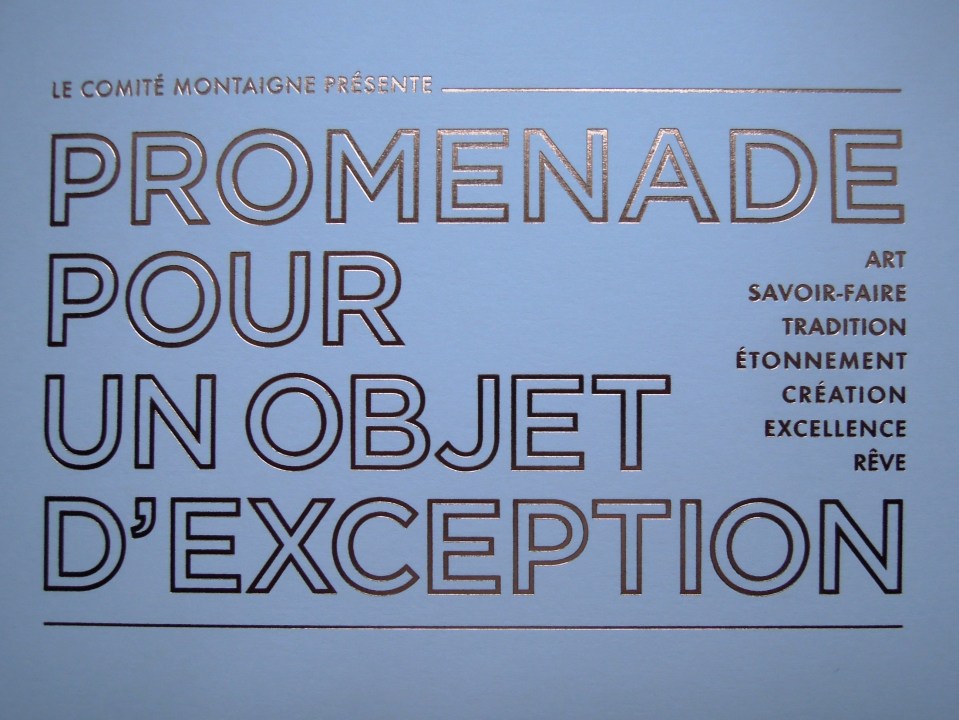 LE COMITÉ MONTAIGNE PRÉSENTE
PROMENADE
POUR
UN OBJET
D'EXCEPTION
ART
SAVOIR-FAIRE
TRADITION
ÉTONNEMENT
CRÉATION
EXCELLENCE
RÊVE